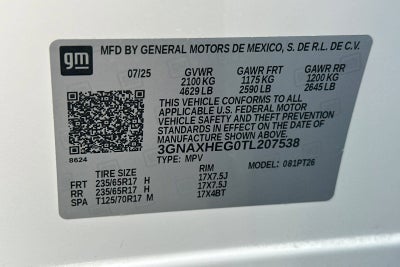 gm
MFD BY GENERAL MOTORS DE MEXICO, S. DE R.L. DE C.V.
07/25 GVWR GAWR FRT GAWR RR
2100 KG 1175 KG 1200 KG
4629 LB 2590 LB 2645 LB
THIS VEHICLE CONFORMS TO ALL
APPLICABLE U.S. FEDERAL MOTOR
VEHICLE SAFETY AND THEFT PREVENTION
STANDARDS IN EFFECT ON THE DATE OF
MANUFACTURE SHOWN ABOVE.
3GNAXHEG0TL207538
8624 TYPE: MPV MODEL: 081PT26
TIRE SIZE RIM
FRT 235/65R17 H 17X7.5J
RR 235/65R17 H 17X7.5J
SPA T125/70R17 M 17X4BT